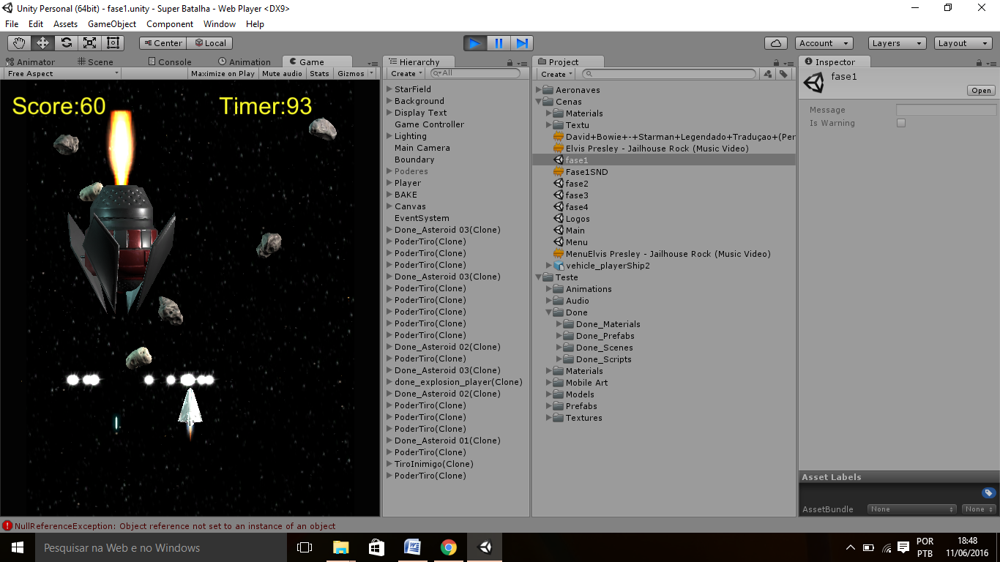 Unity Personal (64bit) - fase1.unity - Super Batalha - Web Player <DX9>
File Edit Assets GameObject Component Window Help
Center Local Account Layers Layout
Animator Scene Console Animation Game
Free Aspect Maximize on Play Mute audio Stats Gizmos
Score:60 Timer:93
Hierarchy
Create All
StarField
Background
Display Text
Game Controller
Lighting
Main Camera
Boundary
Poderes
Player
BAKE
Canvas
EventSystem
Done_Asteroid 03(Clone)
PoderTiro(Clone)
PoderTiro(Clone)
PoderTiro(Clone)
Done_Asteroid 03(Clone)
PoderTiro(Clone)
PoderTiro(Clone)
PoderTiro(Clone)
PoderTiro(Clone)
PoderTiro(Clone)
Done_Asteroid 02(Clone)
PoderTiro(Clone)
Done_Asteroid 03(Clone)
done_explosion_player(Clone)
Done_Asteroid 02(Clone)
PoderTiro(Clone)
PoderTiro(Clone)
PoderTiro(Clone)
Done_Asteroid 01(Clone)
PoderTiro(Clone)
TiroInimigo(Clone)
PoderTiro(Clone)
Project
Create
Aeronaves
Cenas
Materials
Textu
David+Bowie+-+Starman+Legendado+Traduçao+(Per
Elvis Presley - Jailhouse Rock (Music Video)
fase1
Fase1SND
fase2
fase3
fase4
Logos
Main
Menu
MenuElvis Presley - Jailhouse Rock (Music Video)
vehicle_playerShip2
Teste
Animations
Audio
Done
Done_Materials
Done_Prefabs
Done_Scenes
Done_Scripts
Materials
Mobile Art
Models
Prefabs
Textures
Inspector
fase1
Open
Message
Is Warning
Asset Labels
AssetBundle None None
NullReferenceException: Object reference not set to an instance of an object
Pesquisar na Web e no Windows
POR
PTB
18:48
11/06/2016